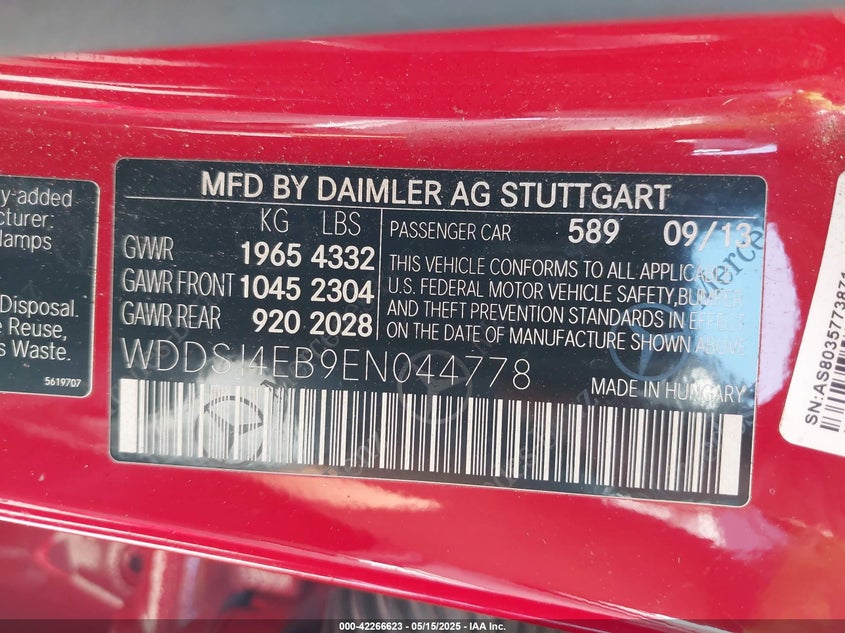 y-added
cturer.
lamps
Disposal.
e Reuse,
s Waste.
5619707
MFD BY DAIMLER AG STUTTGART
KG LBS
GVWR 1965 4332
GAWR FRONT 1045 2304
GAWR REAR 920 2028
PASSENGER CAR 589 09/13
THIS VEHICLE CONFORMS TO ALL APPLICA
U.S. FEDERAL MOTOR VEHICLE SAFETY, BUMPER
AND THEFT PREVENTION STANDARDS IN EFFECT
ON THE DATE OF MANUFACTURE SHOWN ABOVE.
WDDSJ4EB9EN044778
MADE IN HUNGARY
Merce
SN:AS8035773871
000-42266623 - 05/15/2025 - IAA Inc.